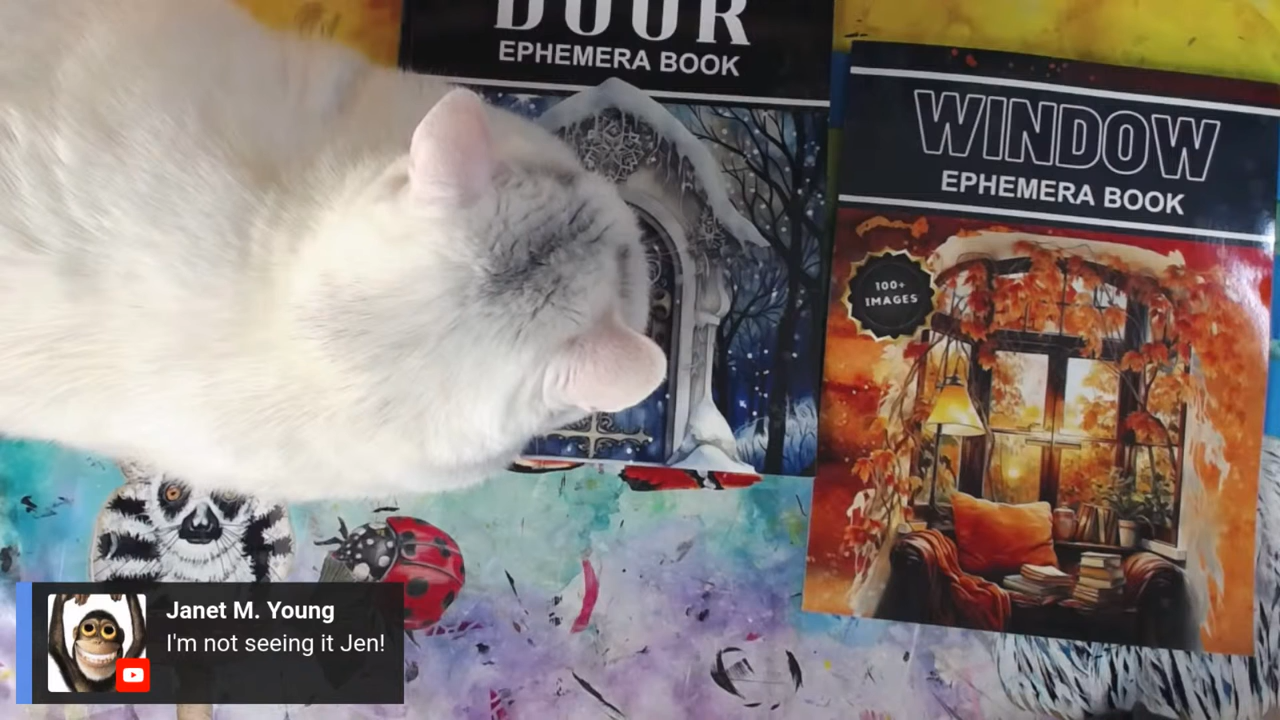 DOOR
EPHEMERA BOOK
WINDOW
EPHEMERA BOOK
100+
IMAGES
Janet M. Young
I'm not seeing it Jen!